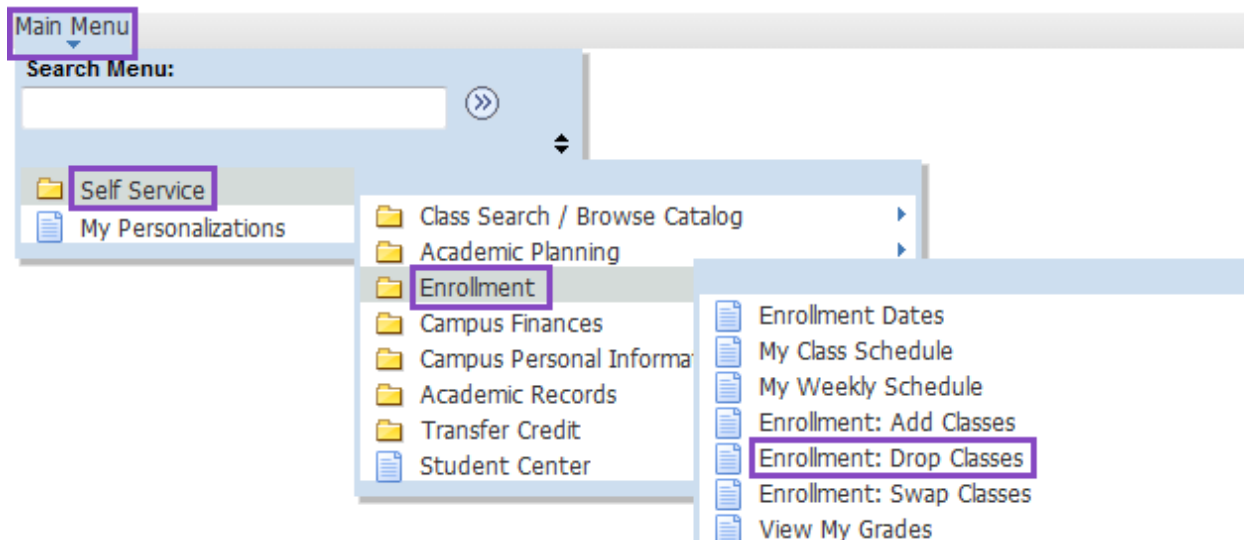 Main Menu
Search Menu:
Self Service
My Personalizations
Class Search / Browse Catalog
Academic Planning
Enrollment
Campus Finances
Campus Personal Informa
Academic Records
Transfer Credit
Student Center
Enrollment Dates
My Class Schedule
My Weekly Schedule
Enrollment: Add Classes
Enrollment: Drop Classes
Enrollment: Swap Classes
View My Grades